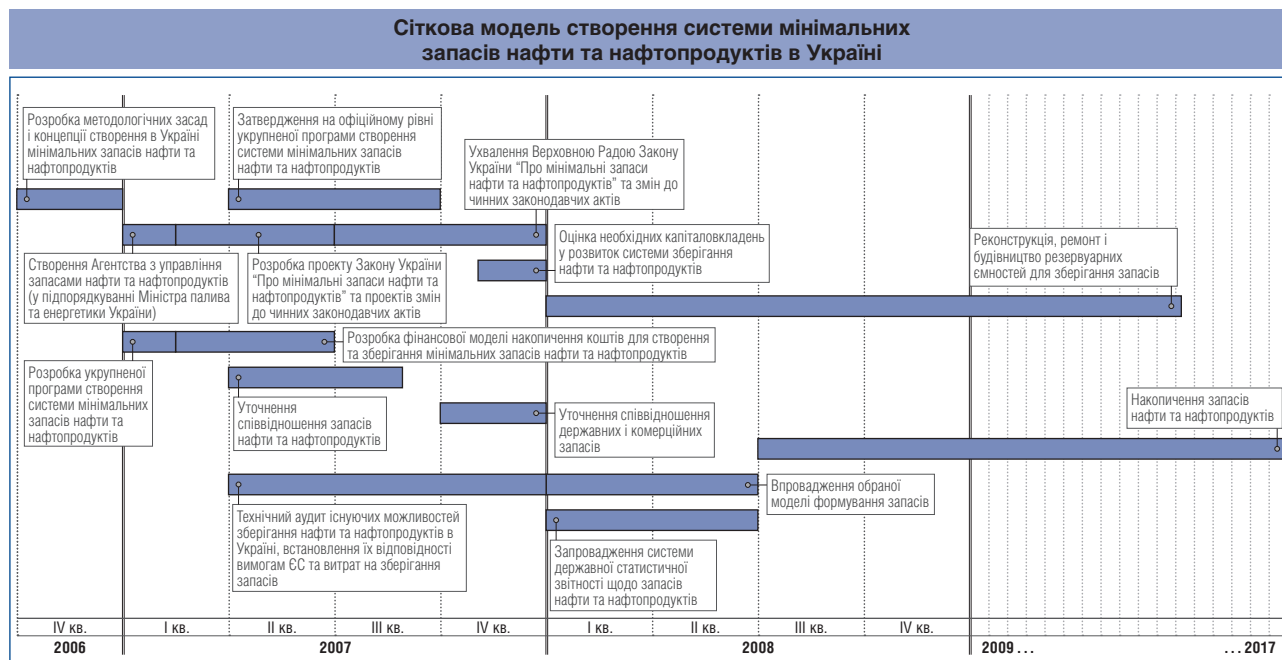 Сіткова модель створення системи мінімальних
запасів нафти та нафтопродуктів в Україні
Розробка методологічних засад
і концепції створення в Україні
мінімальних запасів нафти та
нафтопродуктів
Затвердження на офіційному рівні
укрупненої програми створення
системи мінімальних запасів
нафти та нафтопродуктів
Ухвалення Верховною Радою Закону
України “Про мінімальні запаси
нафти та нафтопродуктів” та змін до
чинних законодавчих актів
Створення Агентства з управління
запасами нафти та нафтопродуктів
(у підпорядкуванні Міністра палива
та енергетики України)
Розробка проекту Закону України
“Про мінімальні запаси нафти та
нафтопродуктів” та проектів змін
до чинних законодавчих актів
Оцінка необхідних капіталовкладень
у розвиток системи зберігання
нафти та нафтопродуктів
Реконструкція, ремонт і
будівництво резервуарних
ємностей для зберігання запасів
Розробка фінансової моделі накопичення коштів для створення
та зберігання мінімальних запасів нафти та нафтопродуктів
Розробка укрупненої
програми створення
системи мінімальних
запасів нафти та
нафтопродуктів
Уточнення
співвідношення запасів
нафти та нафтопродуктів
Уточнення співвідношення
державних і комерційних
запасів
Накопичення запасів
нафти та нафтопродуктів
Впровадження обраної
моделі формування запасів
Технічний аудит існуючих можливостей
зберігання нафти та нафтопродуктів в
Україні, встановлення їх відповідності
вимогам ЄС та витрат на зберігання
запасів
Запровадження системи
державної статистичної
звітності щодо запасів
нафти та нафтопродуктів
IV кв. I кв. II кв. III кв. IV кв. I кв. II кв. III кв. IV кв.
2006 2007 2008 2009 . . . . . . 2017